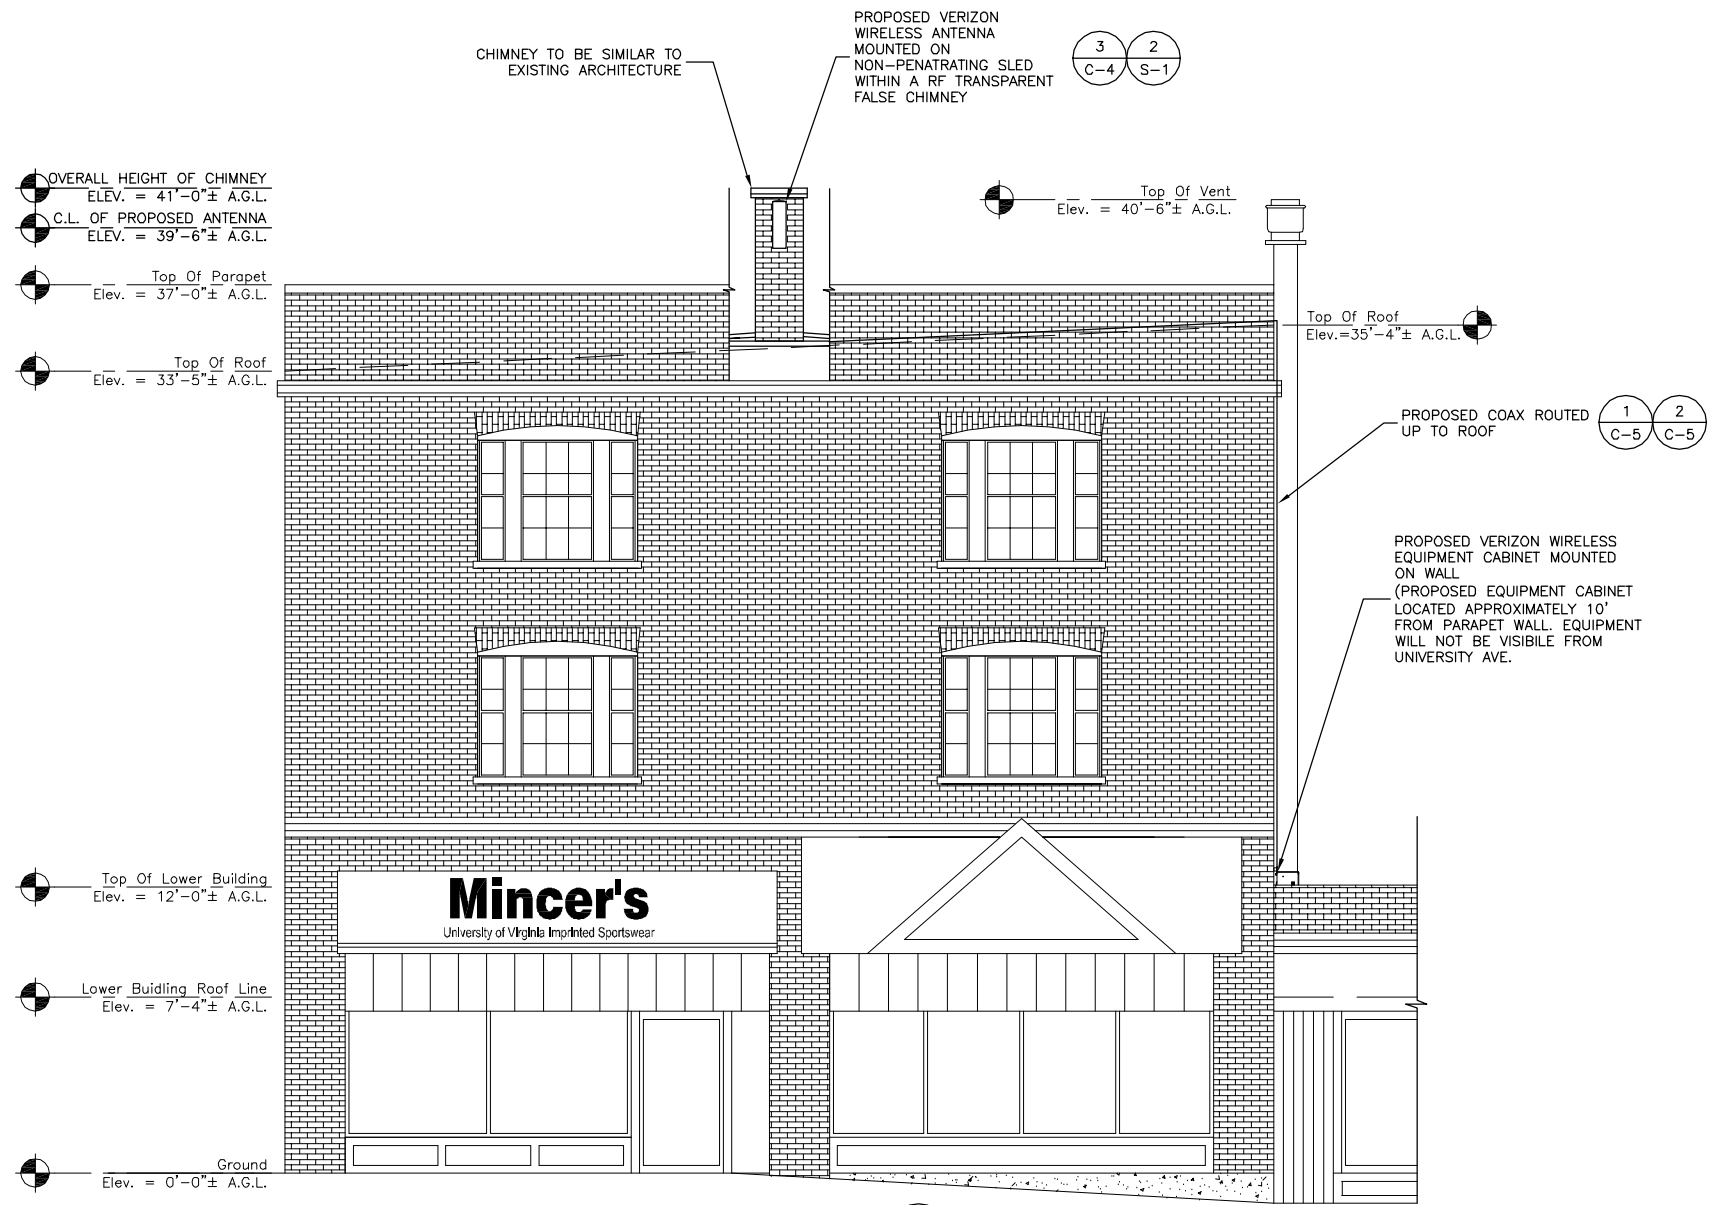 PROPOSED VERIZON
WIRELESS ANTENNA
MOUNTED ON
NON-PENATRATING SLED
WITHIN A RF TRANSPARENT
FALSE CHIMNEY
3
C-4
2
S-1
CHIMNEY TO BE SIMILAR TO
EXISTING ARCHITECTURE
OVERALL HEIGHT OF CHIMNEY
ELEV. = 41'-0"± A.G.L.
C.L. OF PROPOSED ANTENNA
ELEV. = 39'-6"± A.G.L.
Top Of Parapet
Elev. = 37'-0"± A.G.L.
Top Of Roof
Elev. = 33'-5"± A.G.L.
Top Of Vent
Elev. = 40'-6"± A.G.L.
Top Of Roof
Elev.=35'-4"± A.G.L.
PROPOSED COAX ROUTED
UP TO ROOF
1
C-5
2
C-5
PROPOSED VERIZON WIRELESS
EQUIPMENT CABINET MOUNTED
ON WALL
(PROPOSED EQUIPMENT CABINET
LOCATED APPROXIMATELY 10'
FROM PARAPET WALL. EQUIPMENT
WILL NOT BE VISIBILE FROM
UNIVERSITY AVE.
Top Of Lower Building
Elev. = 12'-0"± A.G.L.
Mincer's
University of Virginia Imprinted Sportswear
Lower Buidling Roof Line
Elev. = 7'-4"± A.G.L.
Ground
Elev. = 0'-0"± A.G.L.